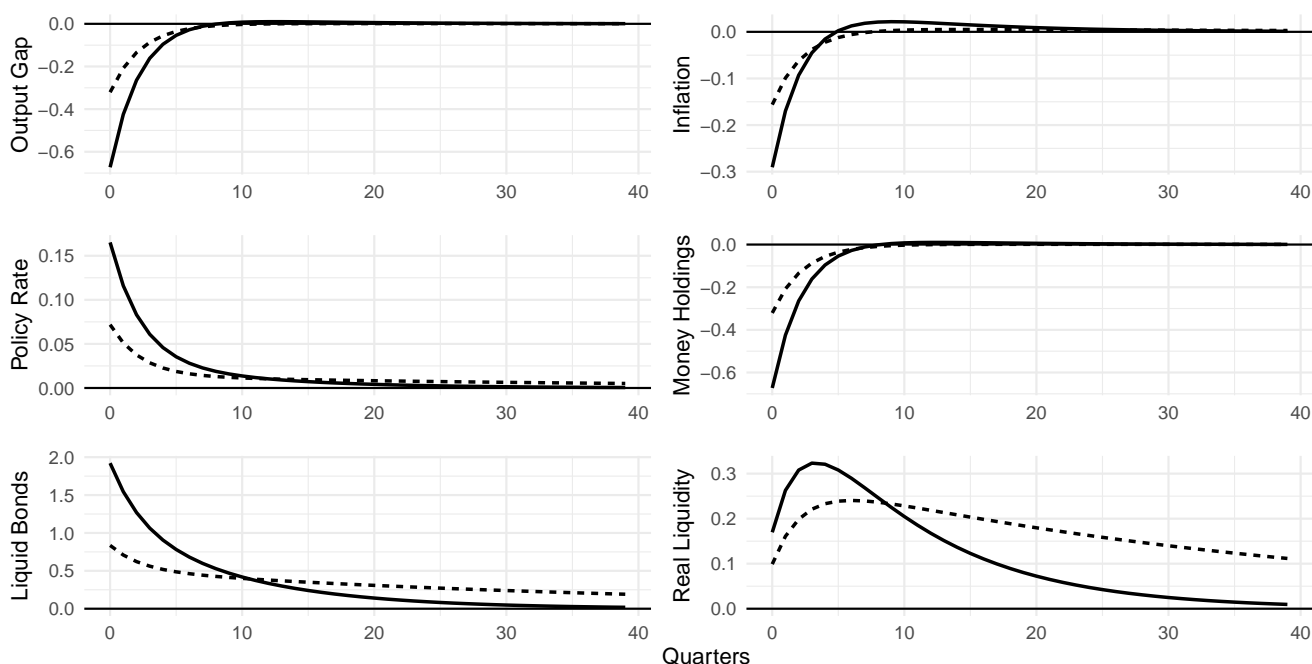 Output Gap
0.0
−0.2
−0.4
−0.6
0 10 20 30 40
Inflation
0.0
−0.1
−0.2
−0.3
0 10 20 30 40
Policy Rate
0.15
0.10
0.05
0.00
0 10 20 30 40
Money Holdings
0.0
−0.2
−0.4
−0.6
0 10 20 30 40
Liquid Bonds
2.0
1.5
1.0
0.5
0.0
0 10 20 30 40
Real Liquidity
0.3
0.2
0.1
0.0
0 10 20 30 40
Quarters